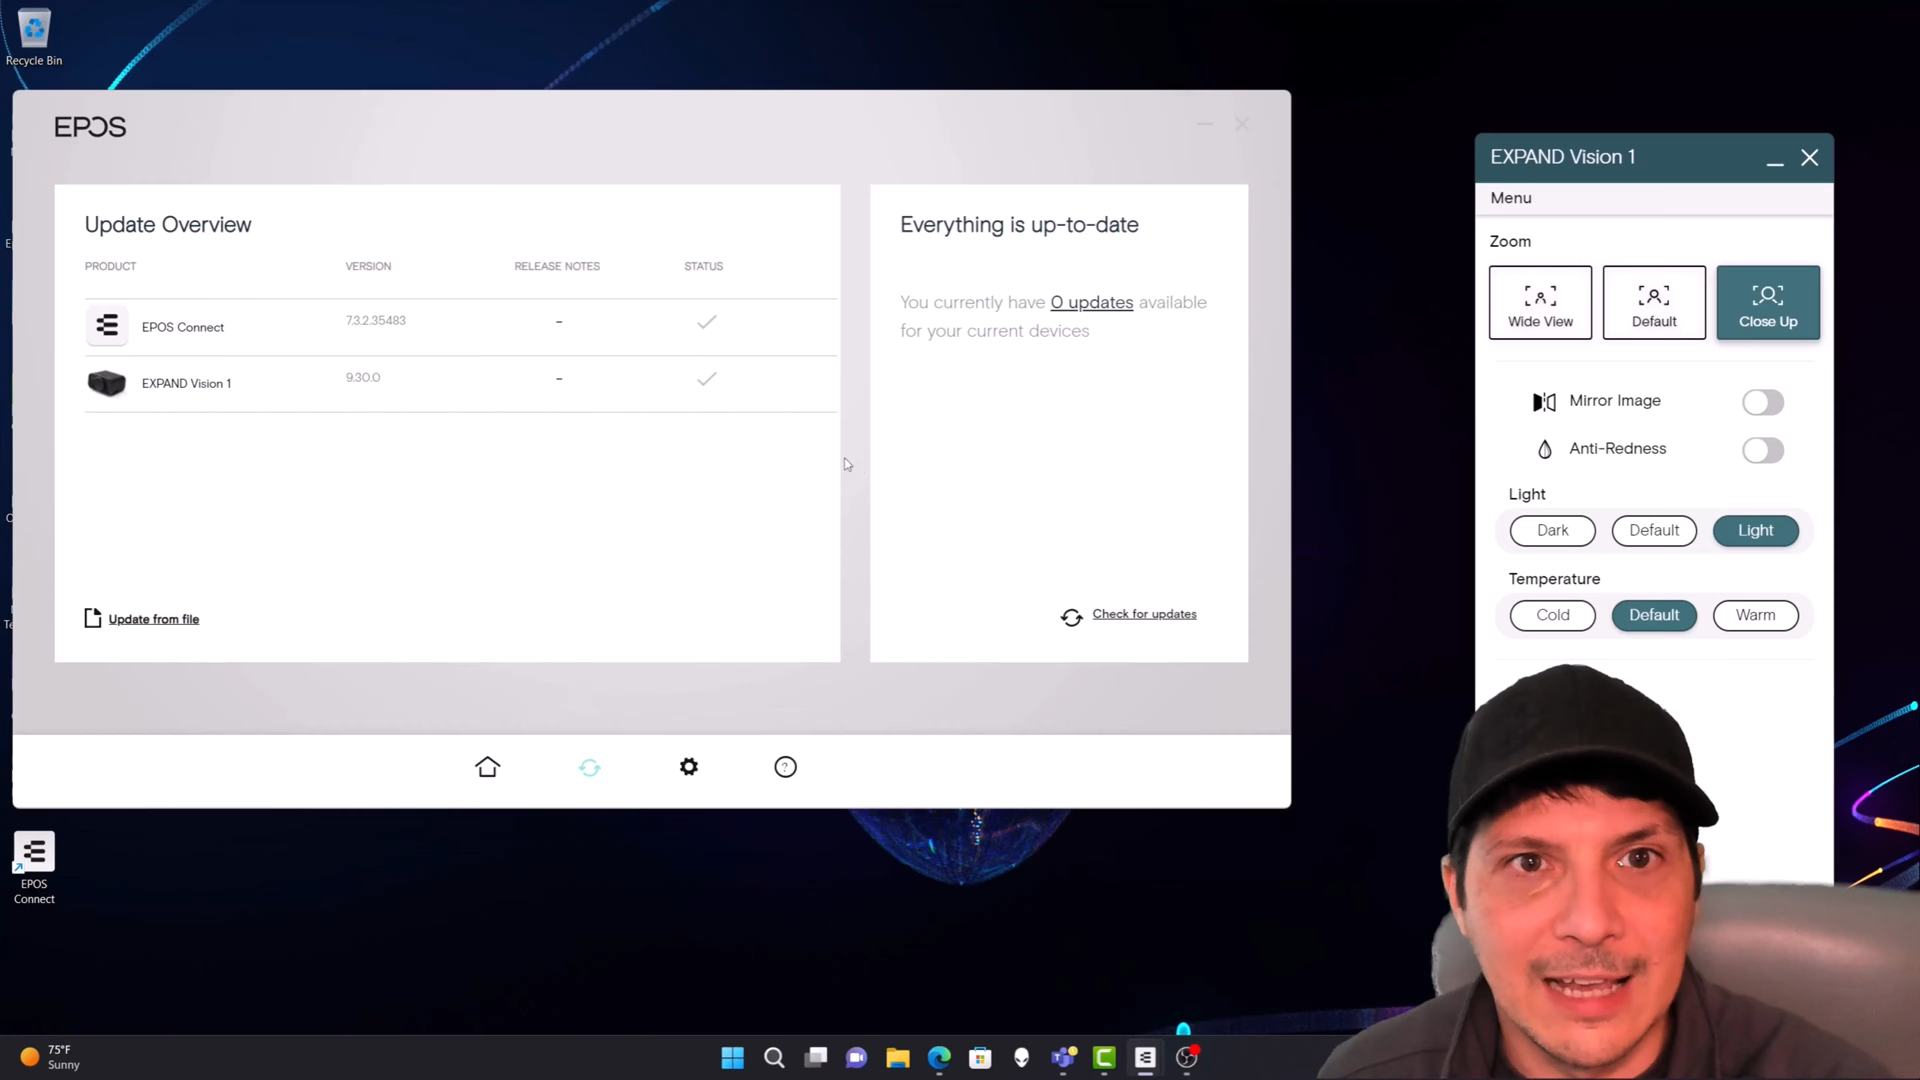 Recycle Bin
EPOS
Update Overview
PRODUCT
VERSION
RELEASE NOTES
STATUS
EPOS Connect
7.3.2.35483
-
EXPAND Vision 1
9.30.0
-
Update from file
Everything is up-to-date
You currently have 0 updates available
for your current devices
Check for updates
EXPAND Vision 1
Menu
Zoom
Wide View
Default
Close Up
Mirror Image
Anti-Redness
Light
Dark
Default
Light
Temperature
Cold
Default
Warm
EPOS
Connect
75°F
Sunny